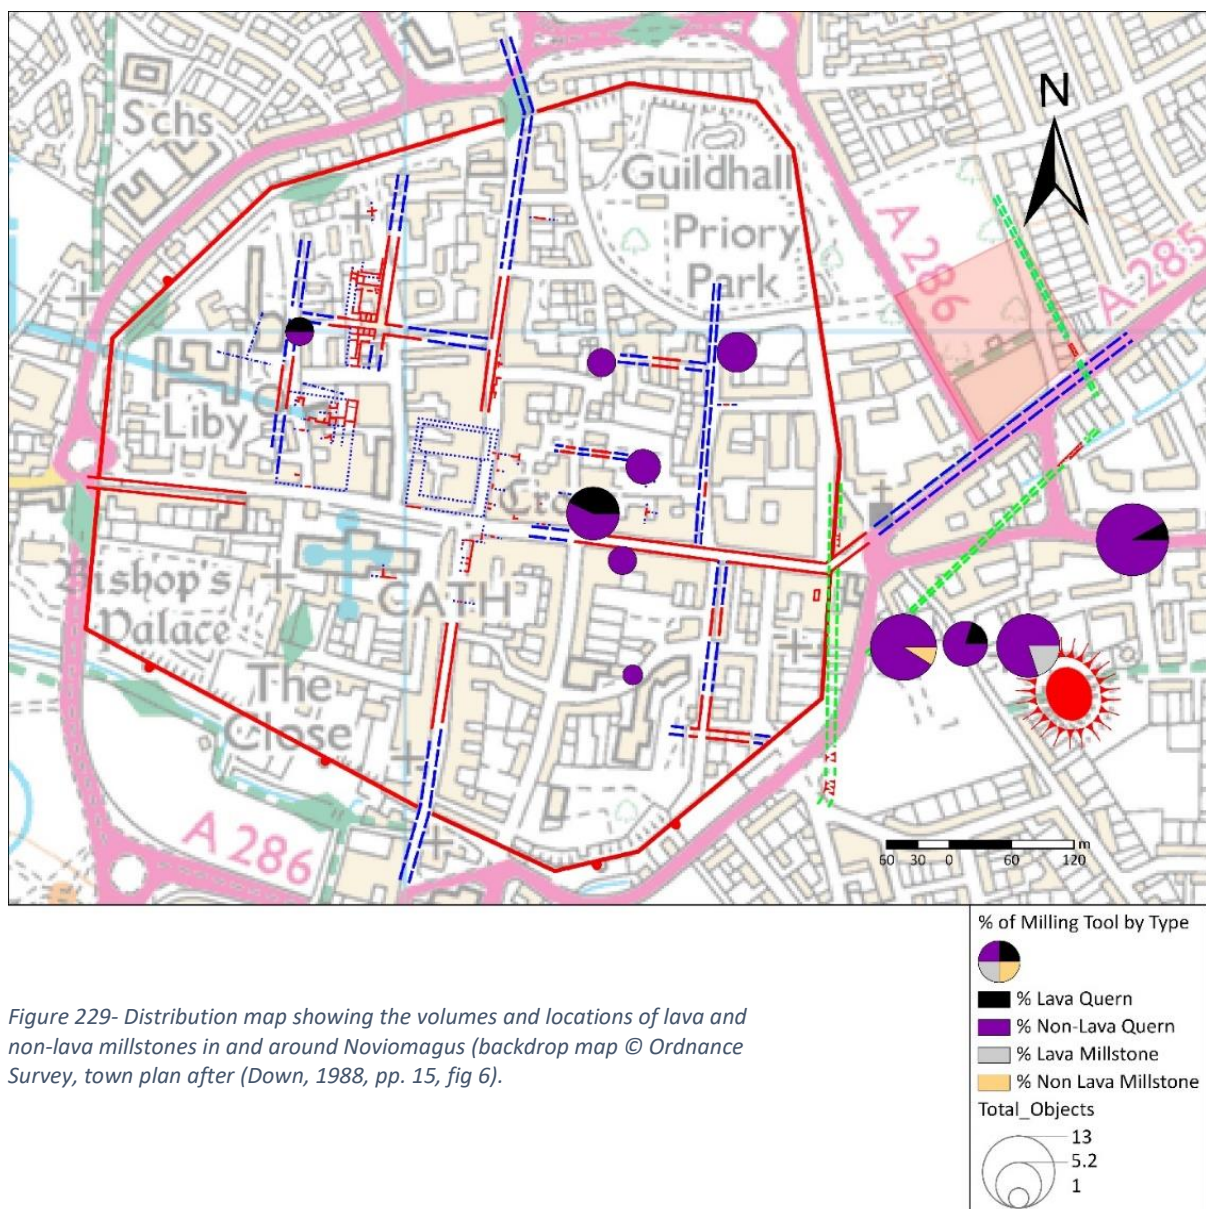 Schs
N
Guildhall
Priory
Park
A 286
A 285
Liby
Cross
Bishop's
Palace
CATH
The
Close
A 286
60 30 0 60 120 m
% of Milling Tool by Type
% Lava Quern
% Non-Lava Quern
% Lava Millstone
% Non Lava Millstone
Total_Objects
13
5.2
1
Figure 229- Distribution map showing the volumes and locations of lava and
non-lava millstones in and around Noviomagus (backdrop map © Ordnance
Survey, town plan after (Down, 1988, pp. 15, fig 6).